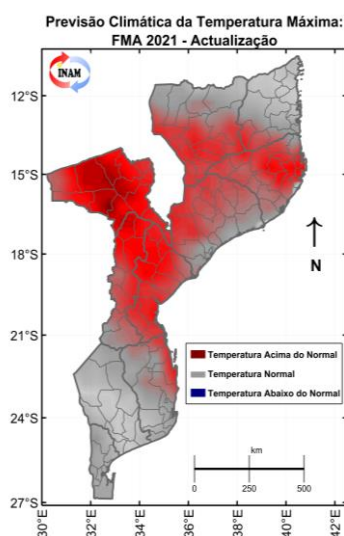 Previsão Climática da Temperatura Máxima:
FMA 2021 - Actualização
INAM
12°S
15°S
18°S
N
21°S
Temperatura Acima do Normal
Temperatura Normal
Temperatura Abaixo do Normal
24°S
km
0 250 500
27°S
30°E 32°E 34°E 36°E 38°E 40°E 42°E